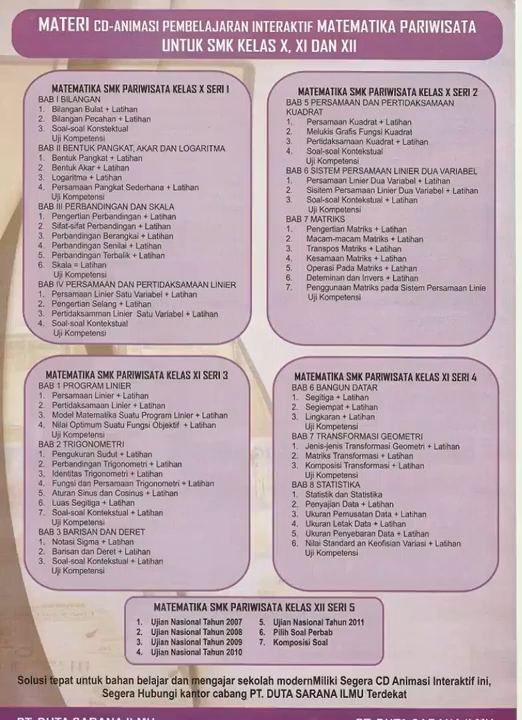 MATERI CD-ANIMASI PEMBELAJARAN INTERAKTIF MATEMATIKA PARIWISATA
UNTUK SMK KELAS X, XI DAN XII
MATEMATIKA SMK PARIWISATA KELAS X SERI 1
BAB I BILANGAN
1. Bilangan Bulat + Latihan
2. Bilangan Pecahan + Latihan
3. Soal-soal Konstektual
Uji Kompetensi
BAB II BENTUK PANGKAT, AKAR DAN LOGARITMA
1. Bentuk Pangkat + Latihan
2. Bentuk Akar + Latihan
3. Logaritma + Latihan
4. Persamaan Pangkat Sederhana + Latihan
Uji Kompetensi
BAB III PERBANDINGAN DAN SKALA
1. Pengertian Perbandingan + Latihan
2. Sifat-sifat Perbandingan + Latihan
3. Perbandingan Berangkai + Latihan
4. Perbandingan Senilai + Latihan
5. Perbandingan Terbalik + Latihan
6. Skala = Latihan
Uji Kompetensi
BAB IV PERSAMAAN DAN PERTIDAKSAMAAN LINIER
1. Persamaan Linier Satu Variabel + Latihan
2. Pengertian Selang + Latihan
3. Pertidaksamman Linier Satu Variabel + Latihan
4. Soal-soal Kontekstual
Uji Kompetensi
MATEMATIKA SMK PARIWISATA KELAS X SERI 2
BAB 5 PERSAMAAN DAN PERTIDAKSAMAAN
KUADRAT
1. Persamaan Kuadrat + Latihan
2. Melukis Grafis Fungsi Kuadrat
3. Pertidaksamaan Kuadrat + Latihan
4. Soal-soal Kontekstual
Uji Kompetensi
BAB 6 SISTEM PERSAMAAN LINIER DUA VARIABEL
1. Persamaan Linier Dua Variabel + Latihan
2. Sisitem Persamaan Linier Dua Variabel + Latihan
3. Soal-soal Kontekstual + Latihan
Uji Kompetensi
BAB 7 MATRIKS
1. Pengertian Matriks + Latihan
2. Macam-macam Matriks + Latihan
3. Transpos Matriks + Latihan
4. Kesamaan Matriks + Latihan
5. Operasi Pada Matriks + Latihan
6. Deteminan dan Invers + Latihan
7. Penggunaan Matriks pada Sistem Persamaan Linie
Uji Kompetensi
MATEMATIKA SMK PARIWISATA KELAS XI SERI 3
BAB 1 PROGRAM LINIER
1. Persamaan Linier + Latihan
2. Pertidaksamaan Linier + Latihan
3. Model Matematika Suatu Program Linier + Latihan
4. Nilai Optimum Suatu Fungsi Objektif + Latihan
Uji Kompetensi
BAB 2 TRIGONOMETRI
1. Pengukuran Sudut + Latihan
2. Perbandingan Trigonometri + Latihan
3. Identitas Trigonometri + Latihan
4. Fungsi dan Persamaan Trigonometri + Latihan
5. Aturan Sinus dan Cosinus + Latihan
6. Luas Segitiga + Latihan
7. Soal-soal Kontekstual + Latihan
Uji Kompetensi
BAB 3 BARISAN DAN DERET
1. Notasi Sigma + Latihan
2. Barisan dan Deret + Latihan
3. Soal-soal Kontekstual + Latihan
Uji Kompetensi
MATEMATIKA SMK PARIWISATA KELAS XI SERI 4
BAB 6 BANGUN DATAR
1. Segitiga + Latihan
2. Segiempat + Latihan
3. Lingkaran + Latihan
Uji Kompetensi
BAB 7 TRANSFORMASI GEOMETRI
1. Jenis-jenis Transformasi Geometri + Latihan
2. Matriks Transformasi + Latihan
3. Komposisi Transformasi + Latihan
Uji Kompetensi
BAB 8 STATISTIKA
1. Statistik dan Statistika
2. Penyajian Data + Latihan
3. Ukuran Pemusatan Data + Latihan
4. Ukuran Letak Data + Latihan
5. Ukuran Penyebaran Data + Latihan
6. Nilai Standard an Keofisian Variasi + Latihan
Uji Kompetensi
MATEMATIKA SMK PARIWISATA KELAS XII SERI 5
1. Ujian Nasional Tahun 2007
2. Ujian Nasional Tahun 2008
3. Ujian Nasional Tahun 2009
4. Ujian Nasional Tahun 2010
5. Ujian Nasional Tahun 2011
6. Pilih Soal Perbab
7. Komposisi Soal
Solusi tepat untuk bahan belajar dan mengajar sekolah modernMiliki Segera CD Animasi Interaktif ini,
Segera Hubungi kantor cabang PT. DUTA SARANA ILMU Terdekat
PT. DUTA SARANA ILMU
PT. DUTA SARANA ILMU